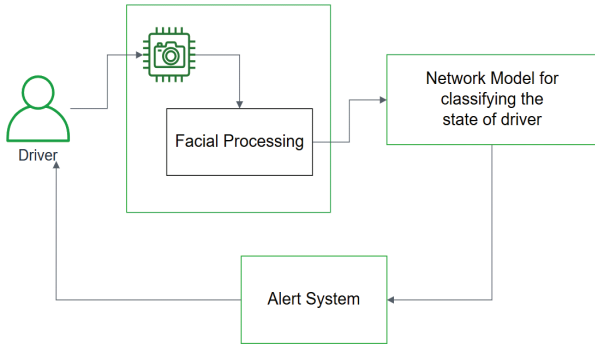 Driver
Facial Processing
Network Model for
classifying the
state of driver
Alert System